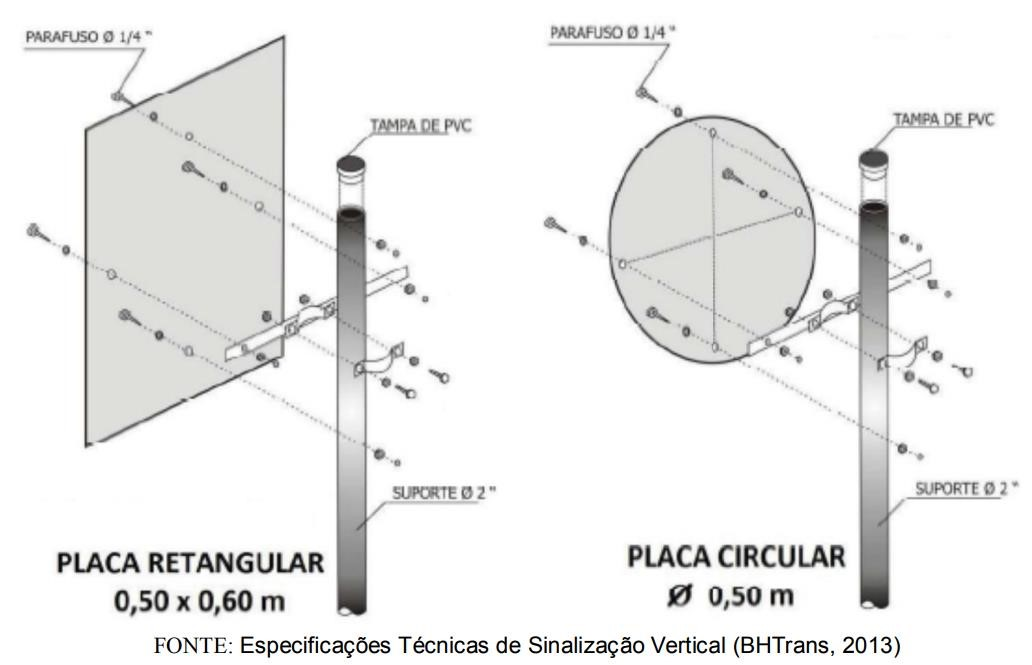 PARAFUSO Ø 1/4 "
TAMPA DE PVC
SUPORTE Ø 2 "
PLACA RETANGULAR
0,50 x 0,60 m
PARAFUSO Ø 1/4 "
TAMPA DE PVC
SUPORTE Ø 2 "
PLACA CIRCULAR
Ø 0,50 m
FONTE: Especificações Técnicas de Sinalização Vertical (BHTrans, 2013)